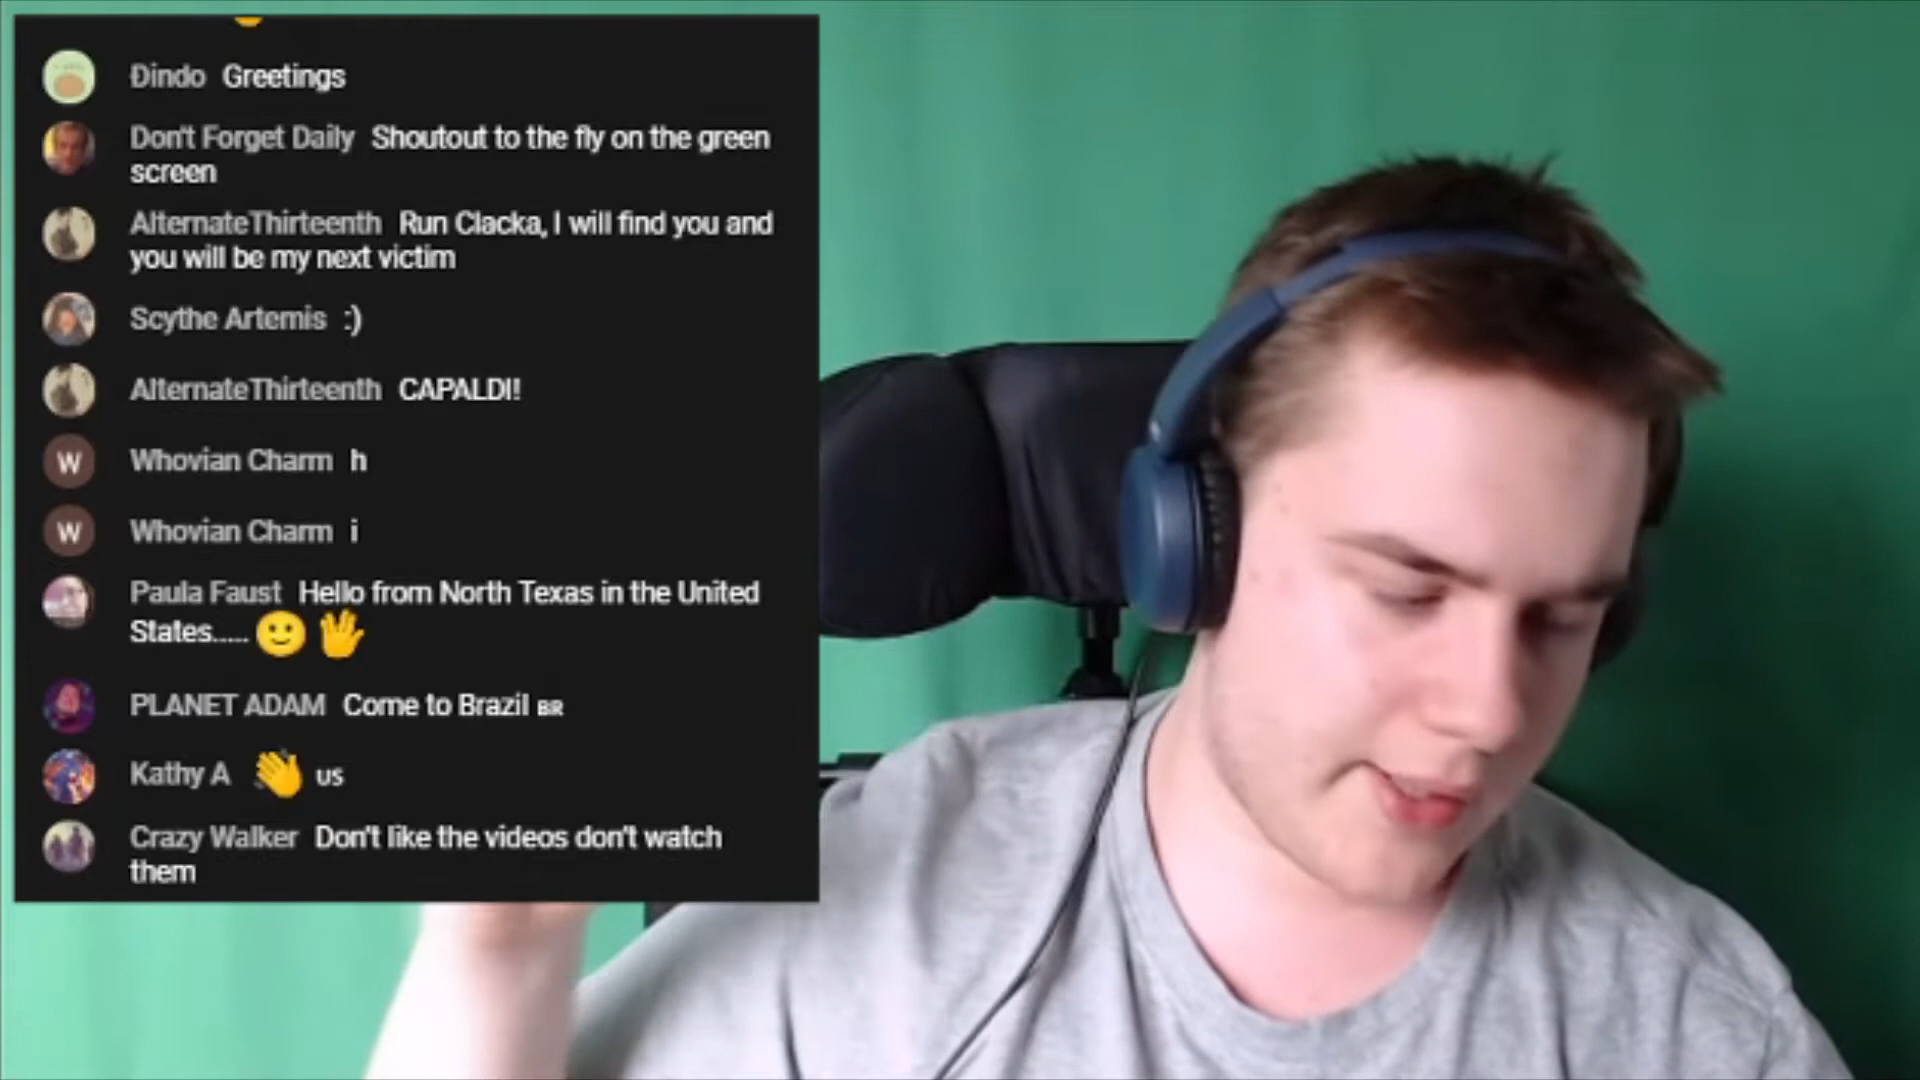 Đindo Greetings
Don't Forget Daily Shoutout to the fly on the green
screen
AlternateThirteenth Run Clacka, I will find you and
you will be my next victim
Scythe Artemis :)
AlternateThirteenth CAPALDI!
W Whovian Charm h
W Whovian Charm i
Paula Faust Hello from North Texas in the United
States..... 🙂 🖖
PLANET ADAM Come to Brazil BR
Kathy A 👋 US
Crazy Walker Don't like the videos don't watch
them